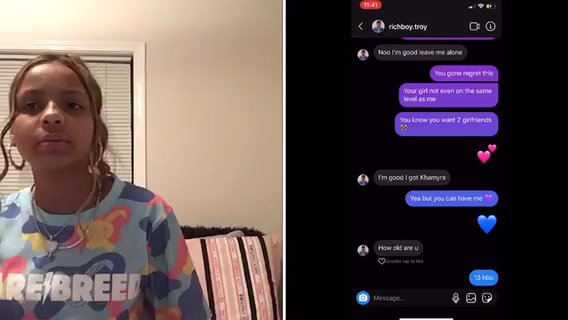 11:41
richboy.troy
Noo I'm good leave me alone
You gone regret this
Your girl not even on the same
level as me
You know you want 2 girlfriends
I'm good I got Khamyra
Yea but you can have me 💗
How old are u
Double tap to like
13 hbu
Message...
RARE/BREED